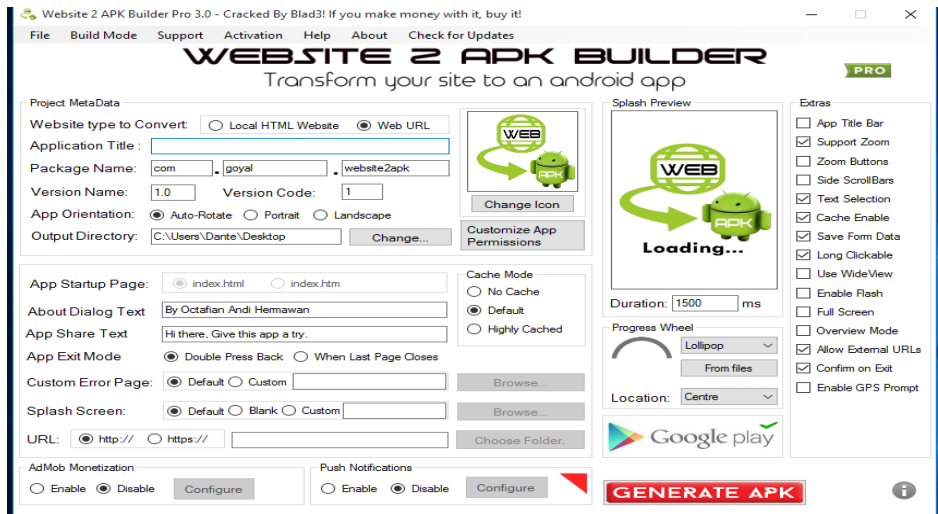 Website 2 APK Builder Pro 3.0 - Cracked By Blad3! If you make money with it, buy it!
File Build Mode Support Activation Help About Check for Updates
WEBSITE 2 APK BUILDER
Transform your site to an android app
PRO
Project MetaData
Website type to Convert: Local HTML Website Web URL
Application Title :
Package Name: com . goyal . website2apk
Version Name: 1.0 Version Code: 1
App Orientation: Auto-Rotate Portrait Landscape
Output Directory: C:\Users\Dante\Desktop Change...
WEB
APK
Change Icon
Customize App
Permissions
App Startup Page: index.html index.htm
About Dialog Text By Octafian Andi Hermawan
App Share Text Hi there, Give this app a try.
App Exit Mode Double Press Back When Last Page Closes
Custom Error Page: Default Custom Browse...
Splash Screen: Default Blank Custom Browse...
URL: http:// https:// Choose Folder.
Cache Mode
No Cache
Default
Highly Cached
AdMob Monetization
Enable Disable Configure
Push Notifications
Enable Disable Configure
Splash Preview
WEB
APK
Loading...
Duration: 1500 ms
Progress Wheel
Lollipop
From files
Location: Centre
Google play
GENERATE APK
Extras
App Title Bar
Support Zoom
Zoom Buttons
Side ScrollBars
Text Selection
Cache Enable
Save Form Data
Long Clickable
Use WideView
Enable Flash
Full Screen
Overview Mode
Allow External URLs
Confirm on Exit
Enable GPS Prompt
i